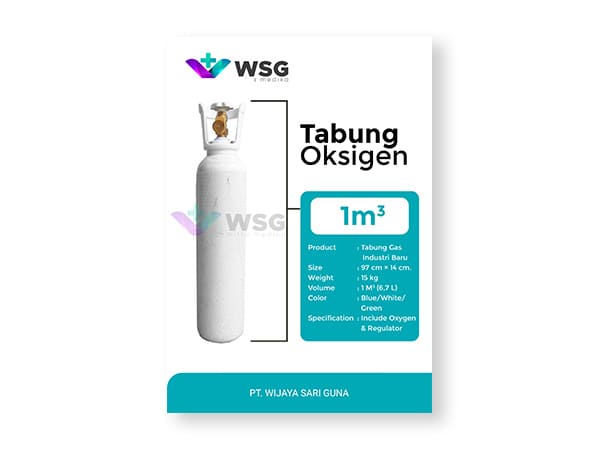 WSG
Tabung
Oksigen
1m³
WSG
Product : Tabung Gas
Industri Baru
Size : 97 cm × 14 cm.
Weight : 15 kg
Volume : 1 M³ (6,7 L)
Color : Blue/White/
Green
Specification : Include Oxygen
& Regulator
PT. WIJAYA SARI GUNA